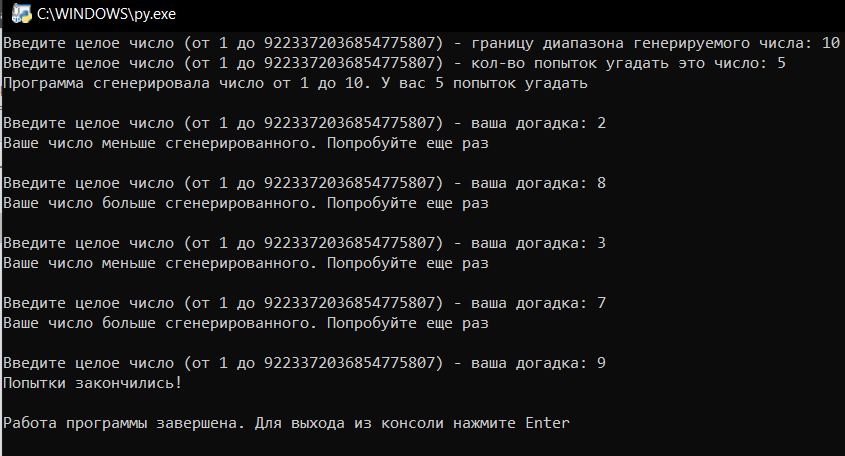 C:\WINDOWS\py.exe
Введите целое число (от 1 до 9223372036854775807) - границу диапазона генерируемого числа: 10
Введите целое число (от 1 до 9223372036854775807) - кол-во попыток угадать это число: 5
Программа сгенерировала число от 1 до 10. У вас 5 попыток угадать
Введите целое число (от 1 до 9223372036854775807) - ваша догадка: 2
Ваше число меньше сгенерированного. Попробуйте еще раз
Введите целое число (от 1 до 9223372036854775807) - ваша догадка: 8
Ваше число больше сгенерированного. Попробуйте еще раз
Введите целое число (от 1 до 9223372036854775807) - ваша догадка: 3
Ваше число меньше сгенерированного. Попробуйте еще раз
Введите целое число (от 1 до 9223372036854775807) - ваша догадка: 7
Ваше число больше сгенерированного. Попробуйте еще раз
Введите целое число (от 1 до 9223372036854775807) - ваша догадка: 9
Попытки закончились!
Работа программы завершена. Для выхода из консоли нажмите Enter